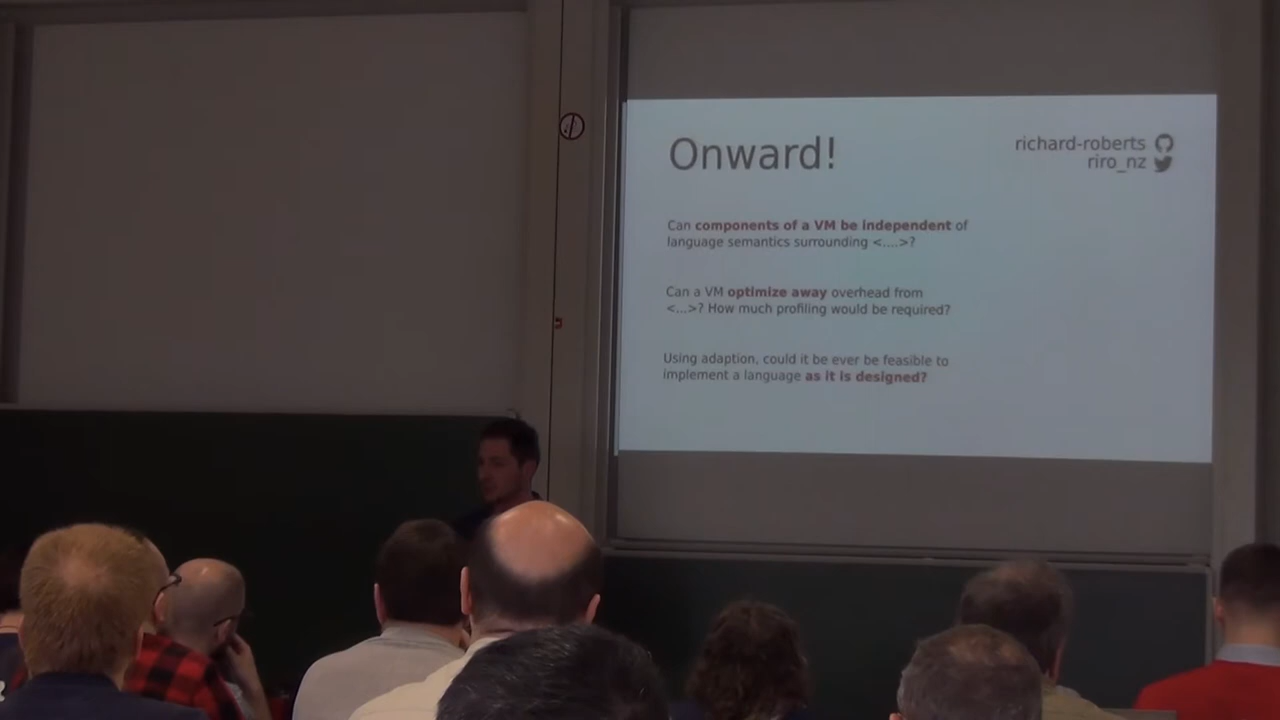 Onward!
richard-roberts
riro_nz
Can components of a VM be independent of
language semantics surrounding <....>?
Can a VM optimize away overhead from
<...>? How much profiling would be required?
Using adaption, could it be ever be feasible to
implement a language as it is designed?